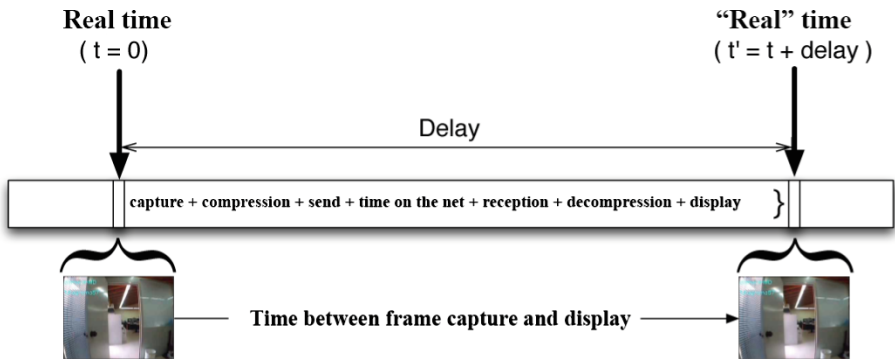 Real time
( t = 0)
“Real” time
( t' = t + delay )
Delay
capture + compression + send + time on the net + reception + decompression + display }
Time between frame capture and display